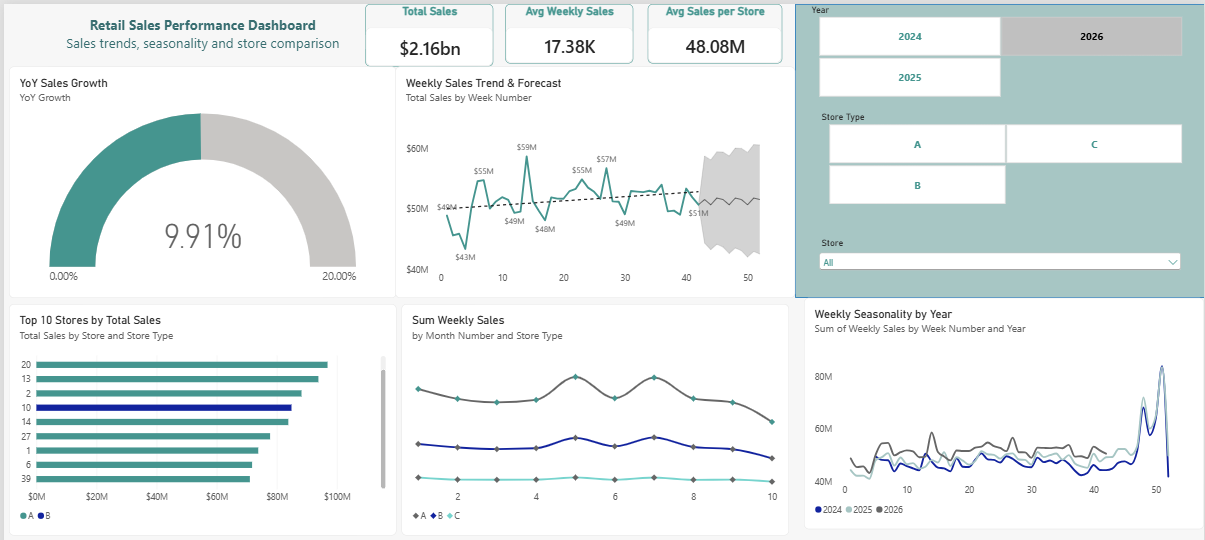 Retail Sales Performance Dashboard
Sales trends, seasonality and store comparison
Total Sales
$2.16bn
Avg Weekly Sales
17.38K
Avg Sales per Store
48.08M
Year
2024
2026
2025
Store Type
A
C
B
Store
All
YoY Sales Growth
YoY Growth
9.91%
0.00%
20.00%
Weekly Sales Trend & Forecast
Total Sales by Week Number
$60M
$50M
$40M
$49M
$55M
$43M
$59M
$49M
$48M
$55M
$57M
$49M
$51M
0 10 20 30 40 50
Top 10 Stores by Total Sales
Total Sales by Store and Store Type
20
13
2
10
14
27
1
6
39
$0M $20M $40M $60M $80M $100M
A B
Sum Weekly Sales
by Month Number and Store Type
2 4 6 8 10
A B C
Weekly Seasonality by Year
Sum of Weekly Sales by Week Number and Year
80M
60M
40M
0 10 20 30 40 50
2024 2025 2026